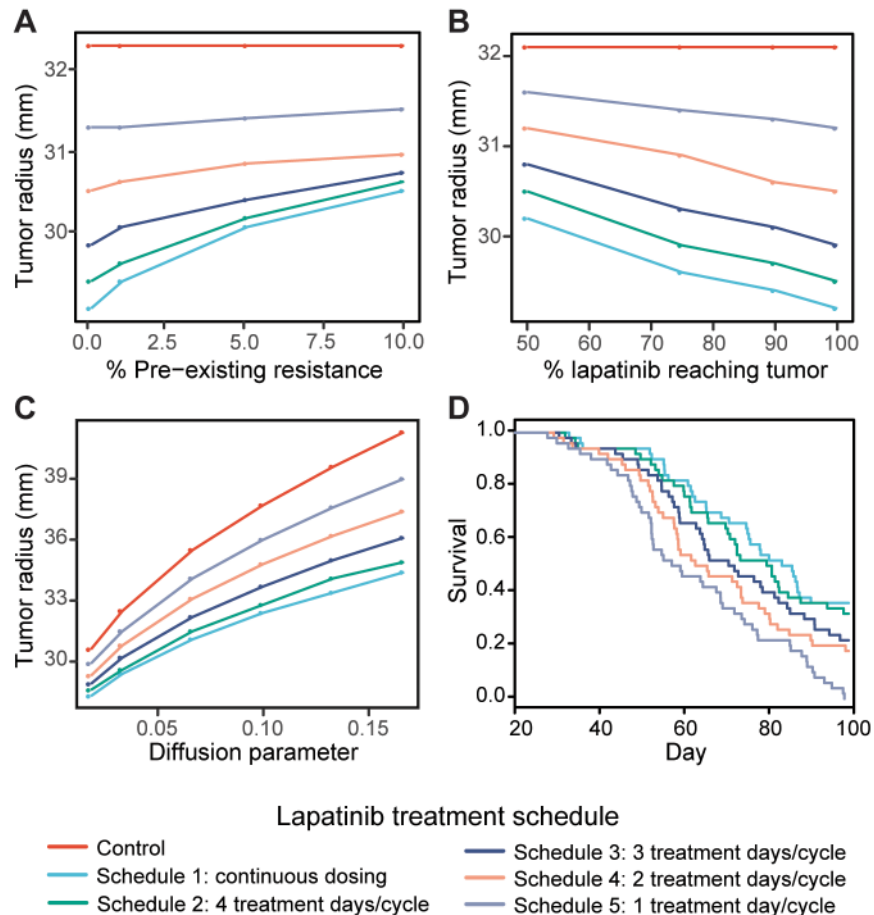 A
Tumor radius (mm)
32
31
30
0.0 2.5 5.0 7.5 10.0
% Pre−existing resistance
B
Tumor radius (mm)
32
31
30
50 60 70 80 90 100
% lapatinib reaching tumor
C
Tumor radius (mm)
39
36
33
30
0.05 0.10 0.15
Diffusion parameter
D
Survival
1.0
0.8
0.6
0.4
0.2
0.0
20 40 60 80 100
Day
Lapatinib treatment schedule
Control
Schedule 1: continuous dosing
Schedule 2: 4 treatment days/cycle
Schedule 3: 3 treatment days/cycle
Schedule 4: 2 treatment days/cycle
Schedule 5: 1 treatment day/cycle